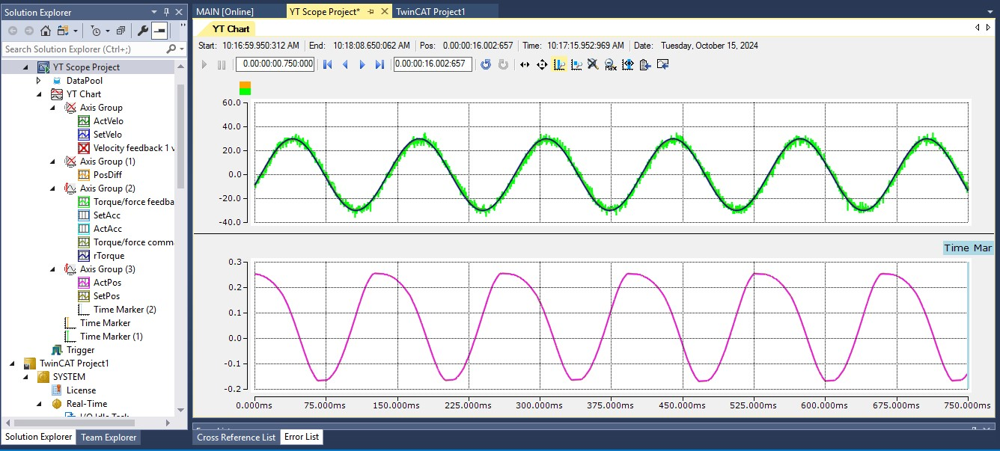 Solution Explorer
MAIN [Online]
YT Scope Project*
TwinCAT Project1
Search Solution Explorer (Ctrl+;)
YT Scope Project
DataPool
YT Chart
Axis Group
ActVelo
SetVelo
Velocity feedback 1 v
Axis Group (1)
PosDiff
Axis Group (2)
Torque/force feedba
SetAcc
ActAcc
Torque/force comm
rTorque
Axis Group (3)
ActPos
SetPos
Time Marker (2)
Time Marker
Time Marker (1)
Trigger
TwinCAT Project1
SYSTEM
License
Real-Time
I/O Idle Task
Solution Explorer
Team Explorer
YT Chart
Start: 10:16:59.950:312 AM End: 10:18:08.650:062 AM Pos: 0.00:00:16.002:657 Time: 10:17:15.952:969 AM Date: Tuesday, October 15, 2024
0.00:00:00.750:000
0.00:00:16.002:657
Max
60.0
40.0
20.0
0.0
-20.0
-40.0
Time Mar
0.3
0.2
0.1
0.0
-0.1
-0.2
0.000ms 75.000ms 150.000ms 225.000ms 300.000ms 375.000ms 450.000ms 525.000ms 600.000ms 675.000ms 750.000ms
Cross Reference List
Error List